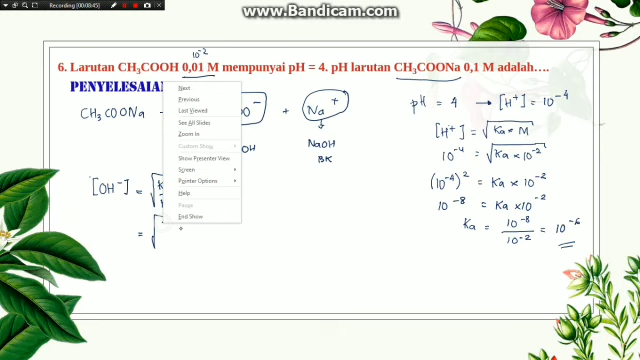 Recording [00:08:45]
www.Bandicam.com
10⁻²
6. Larutan CH₃COOH 0,01 M mempunyai pH = 4. pH larutan CH₃COONa 0,1 M adalah….
PENYELESAIA
CH₃COONa
OO⁻ + Na⁺
OH
NaOH
BK
[OH⁻] = √K
= √
Next
Previous
Last Viewed
See All Slides
Zoom In
Custom Show
Show Presenter View
Screen
Pointer Options
Help
Pause
End Show
pH = 4 → [H⁺] = 10⁻⁴
[H⁺] = √Ka × M
10⁻⁴ = √Ka × 10⁻²
(10⁻⁴)² = Ka × 10⁻²
10⁻⁸ = Ka × 10⁻²
Ka = 10⁻⁸ / 10⁻² = 10⁻⁶